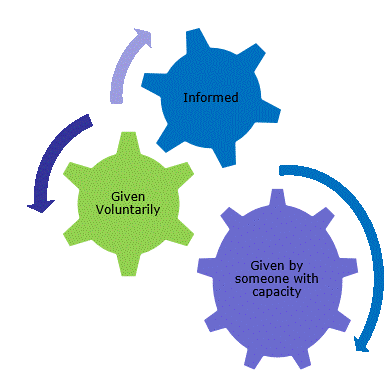 Informed
Given
Voluntarily
Given by
someone with
capacity